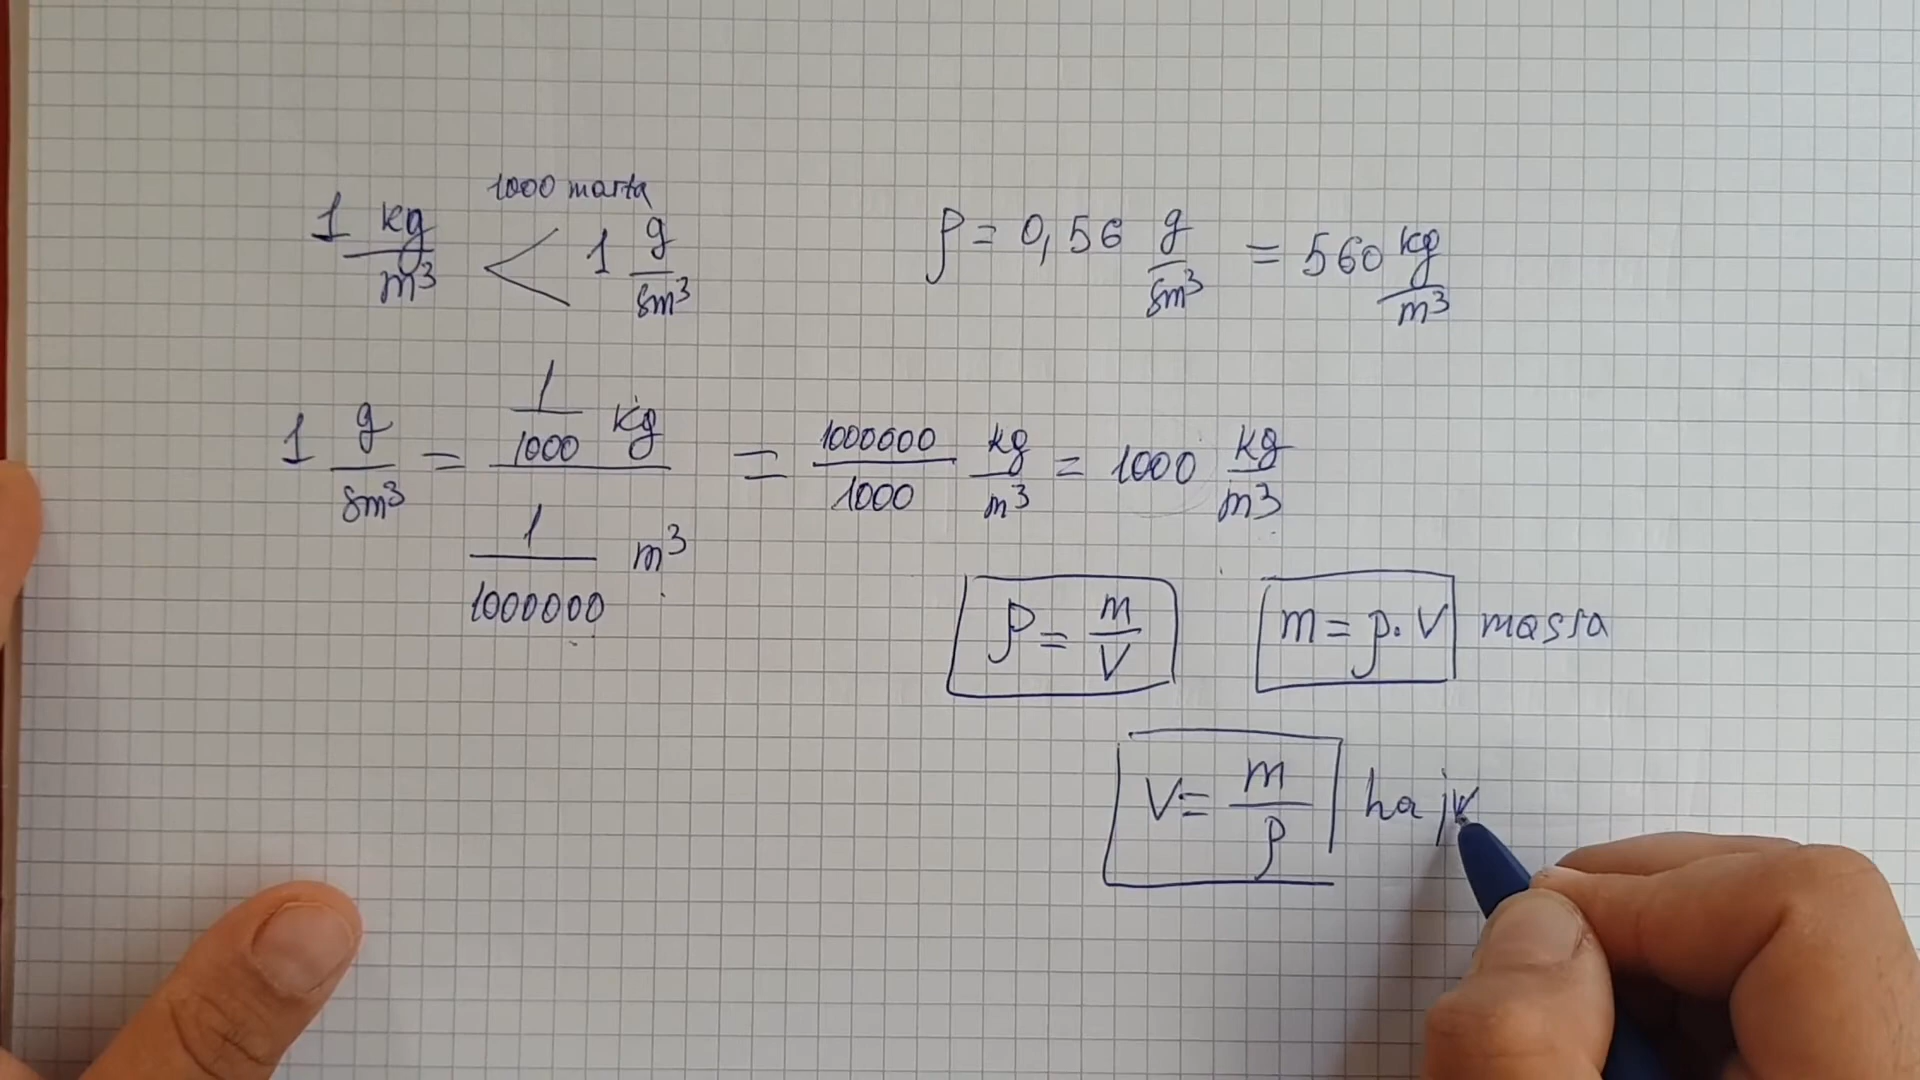 1 kg/m³ < 1 g/sm³
1000 marta
ρ = 0,56 g/sm³ = 560 kg/m³
1 g/sm³ = 1/1000 kg / 1/1000000 m³ = 1000000/1000 kg/m³ = 1000 kg/m³
ρ = m/V
m = ρ · V massa
V = m/ρ